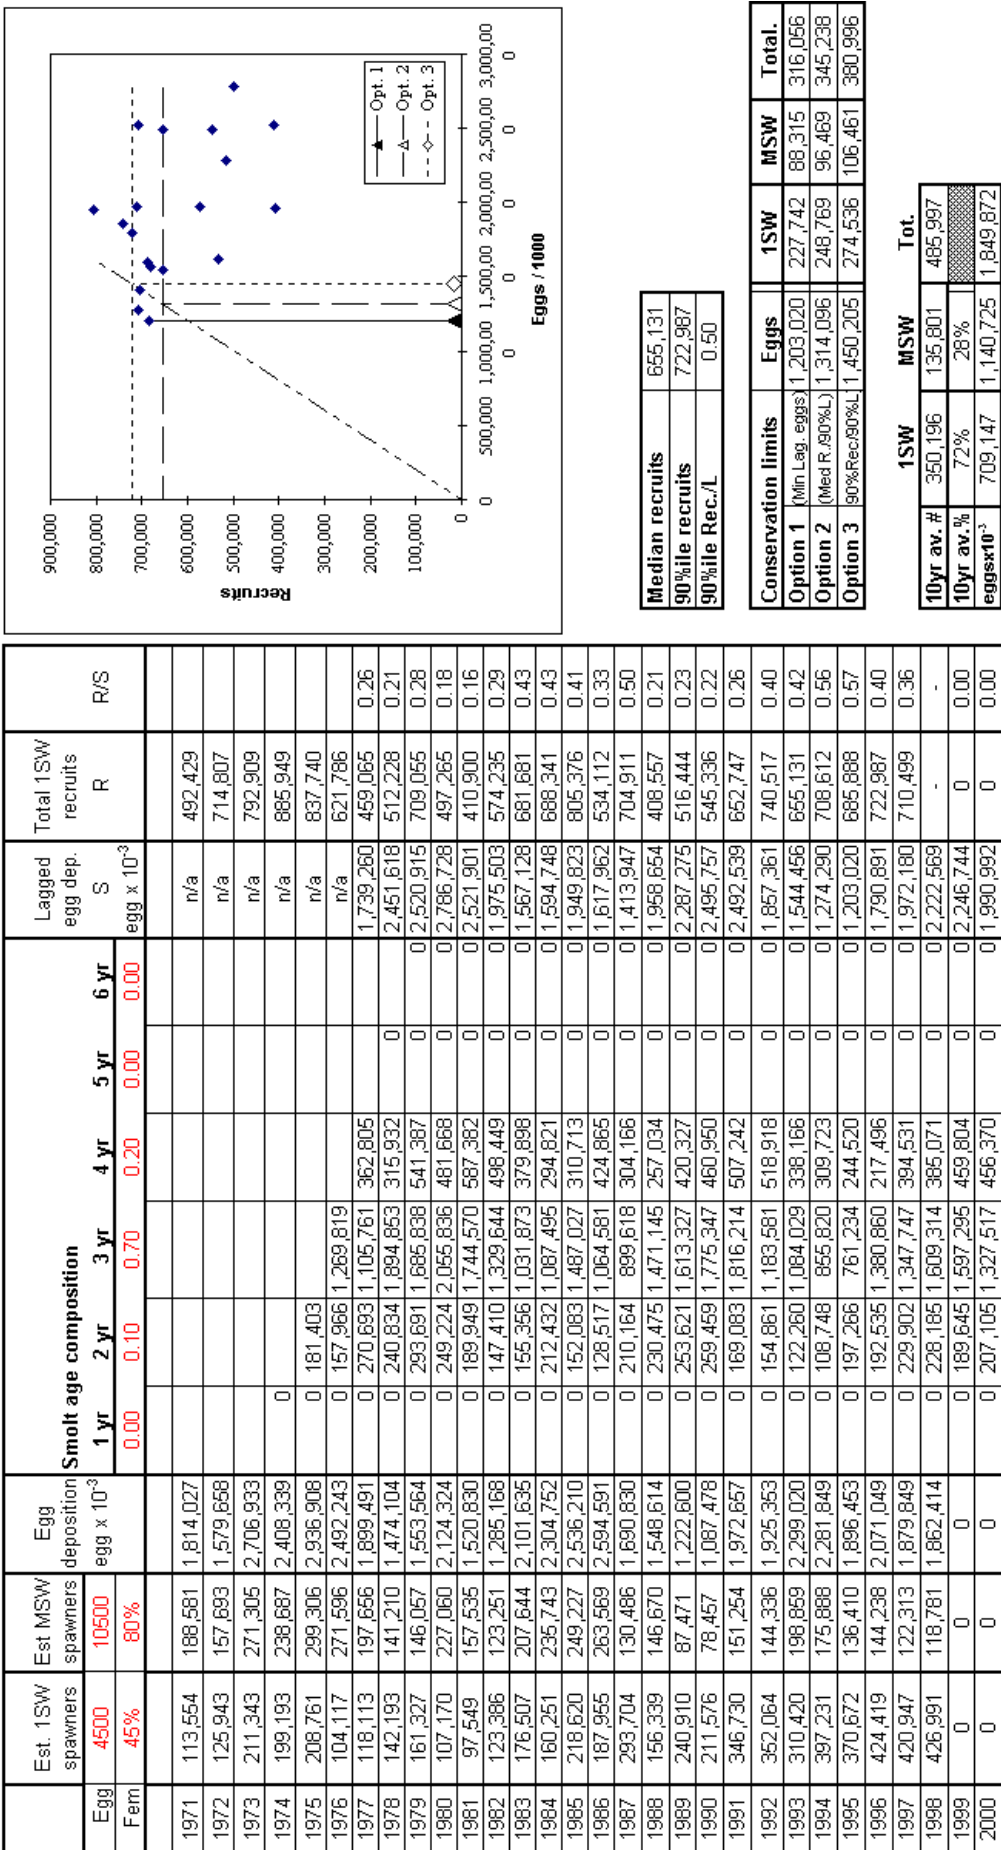 Est. 1SW spawners Est MSW spawners Egg deposition Smolt age composition Lagged egg dep. Total 1SW recruits
Egg 4500 10500 egg x 10-3 1 yr 2 yr 3 yr 4 yr 5 yr 6 yr S R R/S
Fem 45% 80% 0.00 0.10 0.70 0.20 0.00 0.00 egg x 10-3
1971 113,554 188,581 1,814,027 n/a 492,429
1972 125,943 157,693 1,579,658 n/a 714,807
1973 211,343 271,305 2,706,933 n/a 792,909
1974 199,193 238,687 2,408,339 0 n/a 885,949
1975 208,761 299,306 2,936,908 0 181,403 n/a 837,740
1976 104,117 271,596 2,492,243 0 157,966 1,269,819 n/a 621,786
1977 118,113 197,656 1,899,491 0 270,693 1,105,761 362,805 1,739,260 459,065 0.26
1978 142,193 141,210 1,474,104 0 240,834 1,894,853 315,932 0 2,451,618 512,228 0.21
1979 161,327 146,057 1,553,564 0 293,691 1,685,838 541,387 0 0 2,520,915 709,055 0.28
1980 107,170 227,060 2,124,324 0 249,224 2,055,836 481,668 0 0 2,786,728 497,265 0.18
1981 97,549 157,535 1,520,830 0 189,949 1,744,570 587,382 0 0 2,521,901 410,900 0.16
1982 123,386 123,251 1,285,168 0 147,410 1,329,644 498,449 0 0 1,975,503 574,235 0.29
1983 176,507 207,644 2,101,635 0 155,356 1,031,873 379,898 0 0 1,567,128 681,681 0.43
1984 160,251 235,743 2,304,752 0 212,432 1,087,495 294,821 0 0 1,594,748 688,341 0.43
1985 218,620 249,227 2,536,210 0 152,083 1,487,027 310,713 0 0 1,949,823 805,376 0.41
1986 187,955 263,569 2,594,591 0 128,517 1,064,581 424,865 0 0 1,617,962 534,112 0.33
1987 293,704 130,486 1,690,830 0 210,164 899,618 304,166 0 0 1,413,947 704,911 0.50
1988 156,339 146,670 1,548,614 0 230,475 1,471,145 257,034 0 0 1,958,654 408,557 0.21
1989 240,910 87,471 1,222,600 0 253,621 1,613,327 420,327 0 0 2,287,275 516,444 0.23
1990 211,576 78,457 1,087,478 0 259,459 1,775,347 460,950 0 0 2,495,757 545,336 0.22
1991 346,730 151,254 1,972,657 0 169,083 1,816,214 507,242 0 0 2,492,539 652,747 0.26
1992 352,064 144,336 1,925,353 0 154,861 1,183,581 518,918 0 0 1,857,361 740,517 0.40
1993 310,420 198,859 2,299,020 0 122,260 1,084,029 338,166 0 0 1,544,456 655,131 0.42
1994 397,231 175,888 2,281,849 0 108,748 855,820 309,723 0 0 1,274,290 708,612 0.56
1995 370,672 136,410 1,896,453 0 197,266 761,234 244,520 0 0 1,203,020 685,888 0.57
1996 424,419 144,238 2,071,049 0 192,535 1,380,860 217,496 0 0 1,790,891 722,987 0.40
1997 420,947 122,313 1,879,849 0 229,902 1,347,747 394,531 0 0 1,972,180 710,499 0.36
1998 426,991 118,781 1,862,414 0 228,185 1,609,314 385,071 0 0 2,222,569 - -
1999 0 0 0 0 189,645 1,597,295 459,804 0 0 2,246,744 0 0.00
2000 0 0 0 0 207,105 1,327,517 456,370 0 0 1,990,992 0 0.00
900,000
800,000
700,000
600,000
500,000
400,000
300,000
200,000
100,000
0
Recruits
Opt. 1
Opt. 2
Opt. 3
0 500,000 1,000,00 1,500,00 2,000,00 2,500,00 3,000,00
0 0 0 0 0
Eggs / 1000
Median recruits 655,131
90%ile recruits 722,987
90%ile Rec./L 0.50
Conservation limits Eggs 1SW MSW Total.
Option 1 (Min Lag. eggs) 1,203,020 227,742 88,315 316,056
Option 2 (Med R./90%L) 1,314,096 248,769 96,469 345,238
Option 3 90%Rec/90%L 1,450,205 274,536 106,461 380,996
1SW MSW Tot.
10yr av. # 350,196 135,801 485,997
10yr av.% 72% 28%
eggsx10-3 709,147 1,140,725 1,849,872